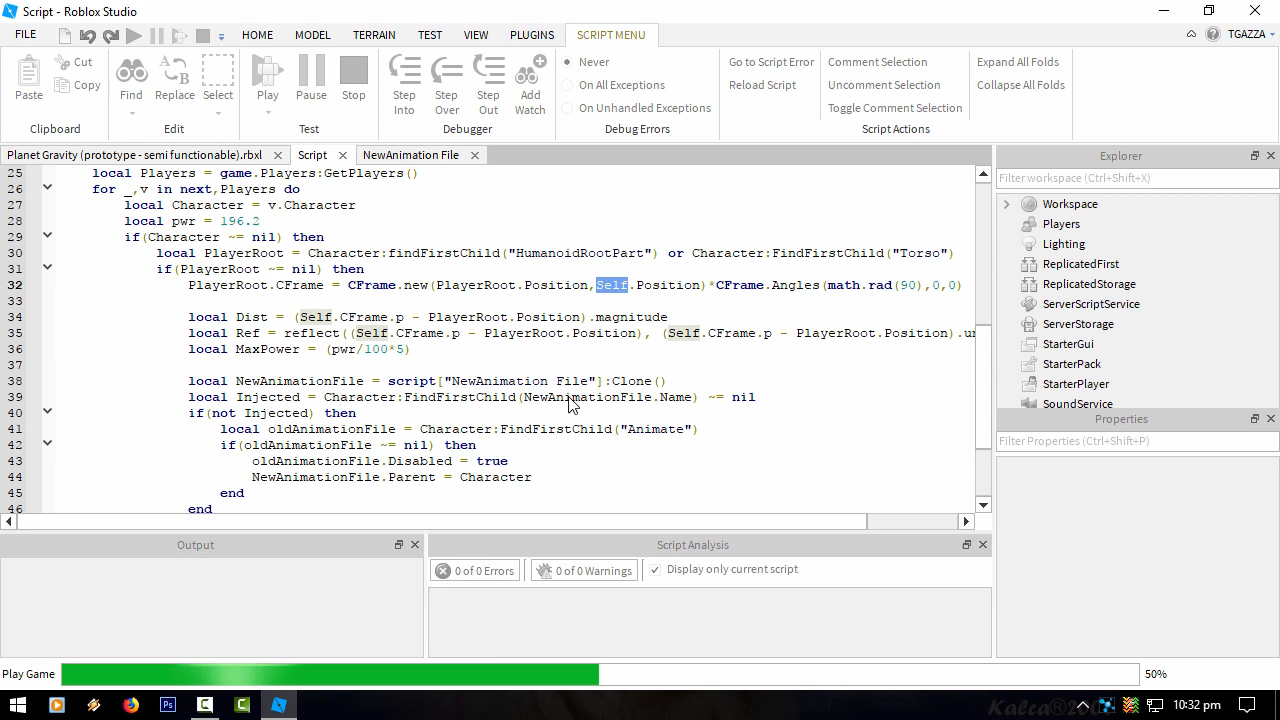 Script - Roblox Studio
FILE HOME MODEL TERRAIN TEST VIEW PLUGINS SCRIPT MENU TGAZZA
Paste Cut Copy Find Replace Select Play Pause Stop Step Into Step Over Step Out Add Watch
Never
On All Exceptions
On Unhandled Exceptions
Go to Script Error
Reload Script
Comment Selection
Uncomment Selection
Toggle Comment Selection
Expand All Folds
Collapse All Folds
Clipboard Edit Test Debugger Debug Errors Script Actions
Planet Gravity (prototype - semi functionable).rbxl Script NewAnimation File
25 local Players = game.Players:GetPlayers()
26 for _,v in next,Players do
27 local Character = v.Character
28 local pwr = 196.2
29 if(Character ~= nil) then
30 local PlayerRoot = Character:findFirstChild("HumanoidRootPart") or Character:FindFirstChild("Torso")
31 if(PlayerRoot ~= nil) then
32 PlayerRoot.CFrame = CFrame.new(PlayerRoot.Position,Self.Position)*CFrame.Angles(math.rad(90),0,0)
33
34 local Dist = (Self.CFrame.p - PlayerRoot.Position).magnitude
35 local Ref = reflect((Self.CFrame.p - PlayerRoot.Position), (Self.CFrame.p - PlayerRoot.Position).un
36 local MaxPower = (pwr/100*5)
37
38 local NewAnimationFile = script["NewAnimation File"]:Clone()
39 local Injected = Character:FindFirstChild(NewAnimationFile.Name) ~= nil
40 if(not Injected) then
41 local oldAnimationFile = Character:FindFirstChild("Animate")
42 if(oldAnimationFile ~= nil) then
43 oldAnimationFile.Disabled = true
44 NewAnimationFile.Parent = Character
45 end
46 end
Explorer
Filter workspace (Ctrl+Shift+X)
Workspace
Players
Lighting
ReplicatedFirst
ReplicatedStorage
ServerScriptService
ServerStorage
StarterGui
StarterPack
StarterPlayer
SoundService
Properties
Filter Properties (Ctrl+Shift+P)
Output
Script Analysis
0 of 0 Errors 0 of 0 Warnings Display only current script
Play Game 50%
Ps 10:32 pm